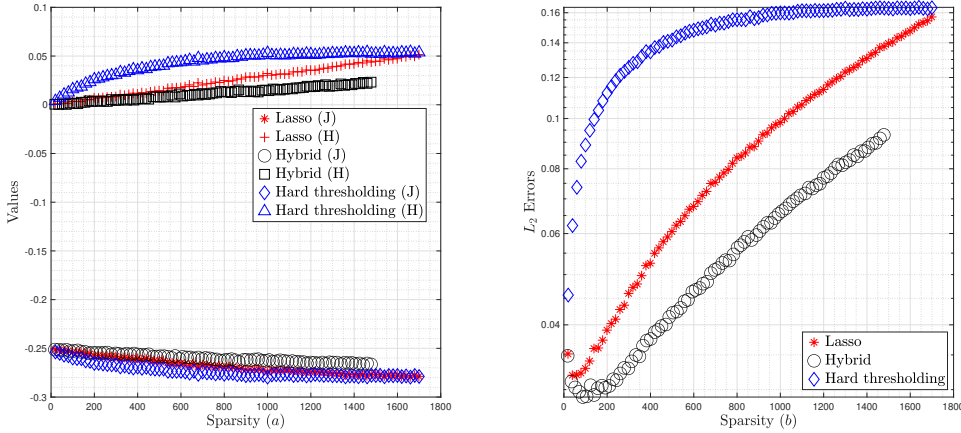 0.1
0.05
0
-0.05
-0.1
-0.15
-0.2
-0.25
-0.3
Values
0 200 400 600 800 1000 1200 1400 1600 1800
Sparsity (a)
Lasso (J)
Lasso (H)
Hybrid (J)
Hybrid (H)
Hard thresholding (J)
Hard thresholding (H)
0.16
0.14
0.12
0.1
0.08
0.06
0.04
L2 Errors
0 200 400 600 800 1000 1200 1400 1600 1800
Sparsity (b)
Lasso
Hybrid
Hard thresholding